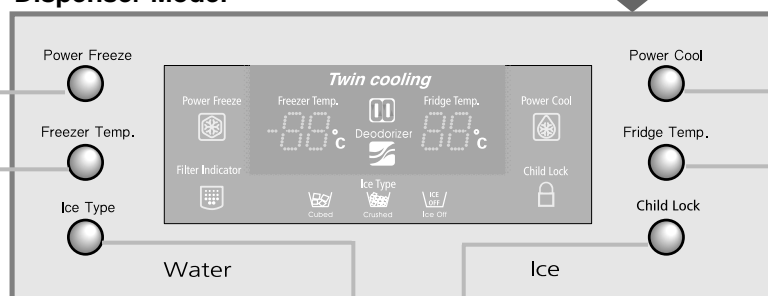 Dispenser Model
Power Freeze
Power Cool
Twin cooling
Power Freeze
Freezer Temp.
Fridge Temp.
Power Cool
-88°c
88°c
Deodorizer
Freezer Temp.
Fridge Temp.
Filter Indicator
Child Lock
Ice Type
ICE
OFF
Cubed
Crushed
Ice Off
Ice Type
Child Lock
Water
Ice